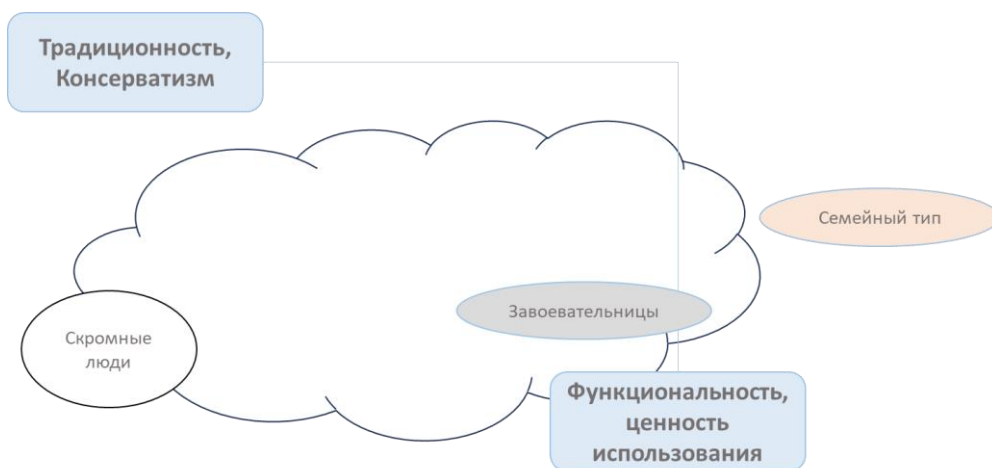 Традиционность,
Консерватизм
Семейный тип
Завоевательницы
Скромные
люди
Функциональность,
ценность
использования